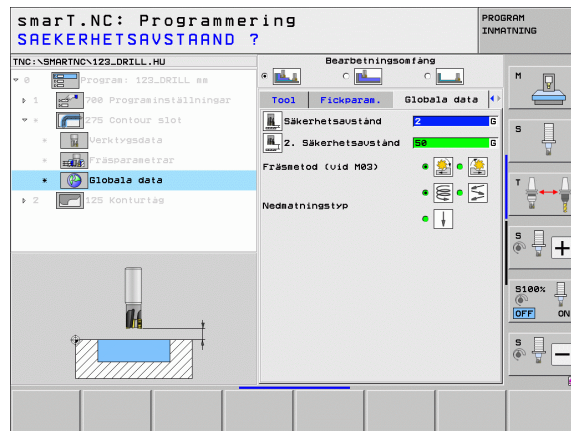 smarT.NC: Programmering
SAEKERHETSAVSTAAND ?
PROGRAM
INMATNING
TNC:\SMARTNC\123_DRILL.HU
0 Program: 123_DRILL mm
1 700 Programinställningar
* 275 Contour slot
* Verktygsdata
* Fräsparametrar
* Globala data
2 125 Konturtåg
Bearbetningsomfång
Tool Fickparam. Globala data
Säkerhetsavstånd 2 G
2. Säkerhetsavstånd 50 G
Fräsmetod (vid M03)
Nedmatningstyp
M
S
T
S
S100%
OFF ON
S